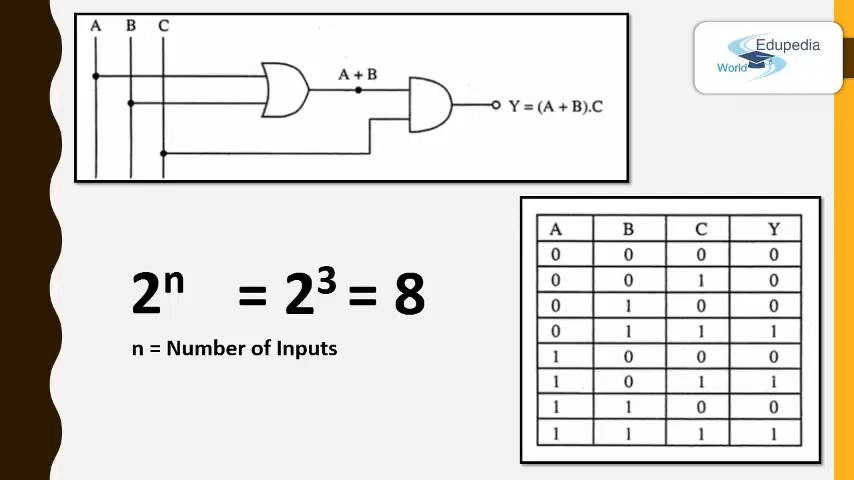 A B C
A + B
Y = (A + B).C
Edupedia
World
2ⁿ = 2³ = 8
n = Number of Inputs
A B C Y
0 0 0 0
0 0 1 0
0 1 0 0
0 1 1 1
1 0 0 0
1 0 1 1
1 1 0 0
1 1 1 1